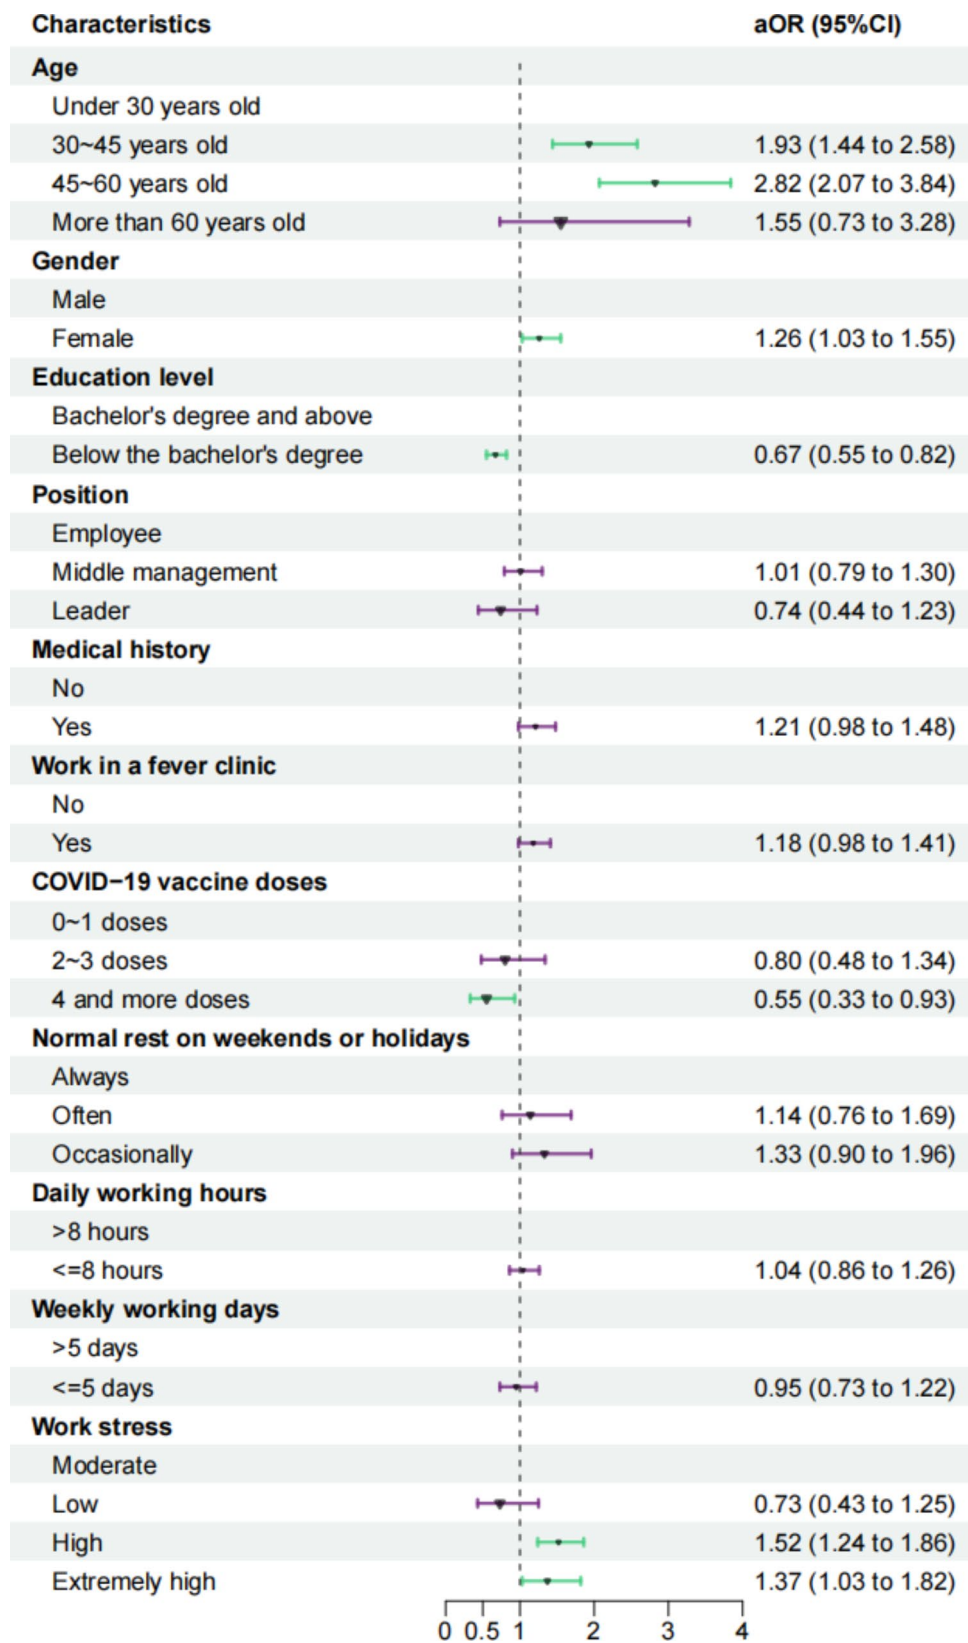 Characteristics aOR (95%CI)
Age
Under 30 years old
30~45 years old 1.93 (1.44 to 2.58)
45~60 years old 2.82 (2.07 to 3.84)
More than 60 years old 1.55 (0.73 to 3.28)
Gender
Male
Female 1.26 (1.03 to 1.55)
Education level
Bachelor's degree and above
Below the bachelor's degree 0.67 (0.55 to 0.82)
Position
Employee
Middle management 1.01 (0.79 to 1.30)
Leader 0.74 (0.44 to 1.23)
Medical history
No
Yes 1.21 (0.98 to 1.48)
Work in a fever clinic
No
Yes 1.18 (0.98 to 1.41)
COVID−19 vaccine doses
0~1 doses
2~3 doses 0.80 (0.48 to 1.34)
4 and more doses 0.55 (0.33 to 0.93)
Normal rest on weekends or holidays
Always
Often 1.14 (0.76 to 1.69)
Occasionally 1.33 (0.90 to 1.96)
Daily working hours
>8 hours
<=8 hours 1.04 (0.86 to 1.26)
Weekly working days
>5 days
<=5 days 0.95 (0.73 to 1.22)
Work stress
Moderate
Low 0.73 (0.43 to 1.25)
High 1.52 (1.24 to 1.86)
Extremely high 1.37 (1.03 to 1.82)
0 0.5 1 2 3 4